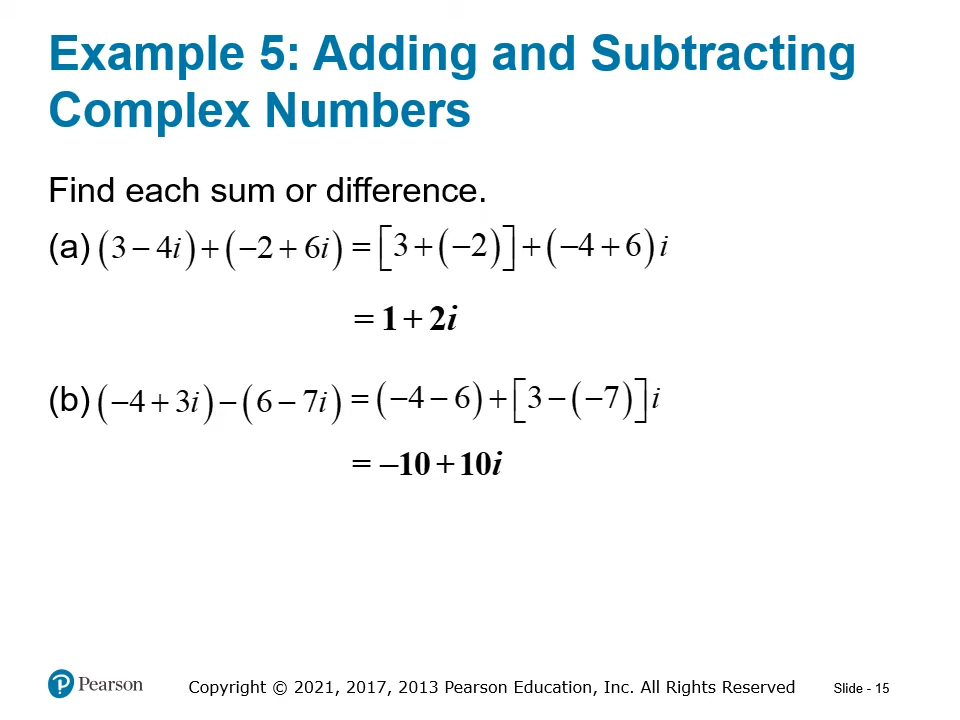 Example 5: Adding and Subtracting
Complex Numbers
Find each sum or difference.
(a) (3 − 4i) + (−2 + 6i) = [3 + (−2)] + (−4 + 6) i
= 1 + 2i
(b) (−4 + 3i) − (6 − 7i) = (−4 − 6) + [3 − (−7)] i
= −10 + 10i
Pearson
Copyright © 2021, 2017, 2013 Pearson Education, Inc. All Rights Reserved
Slide - 15